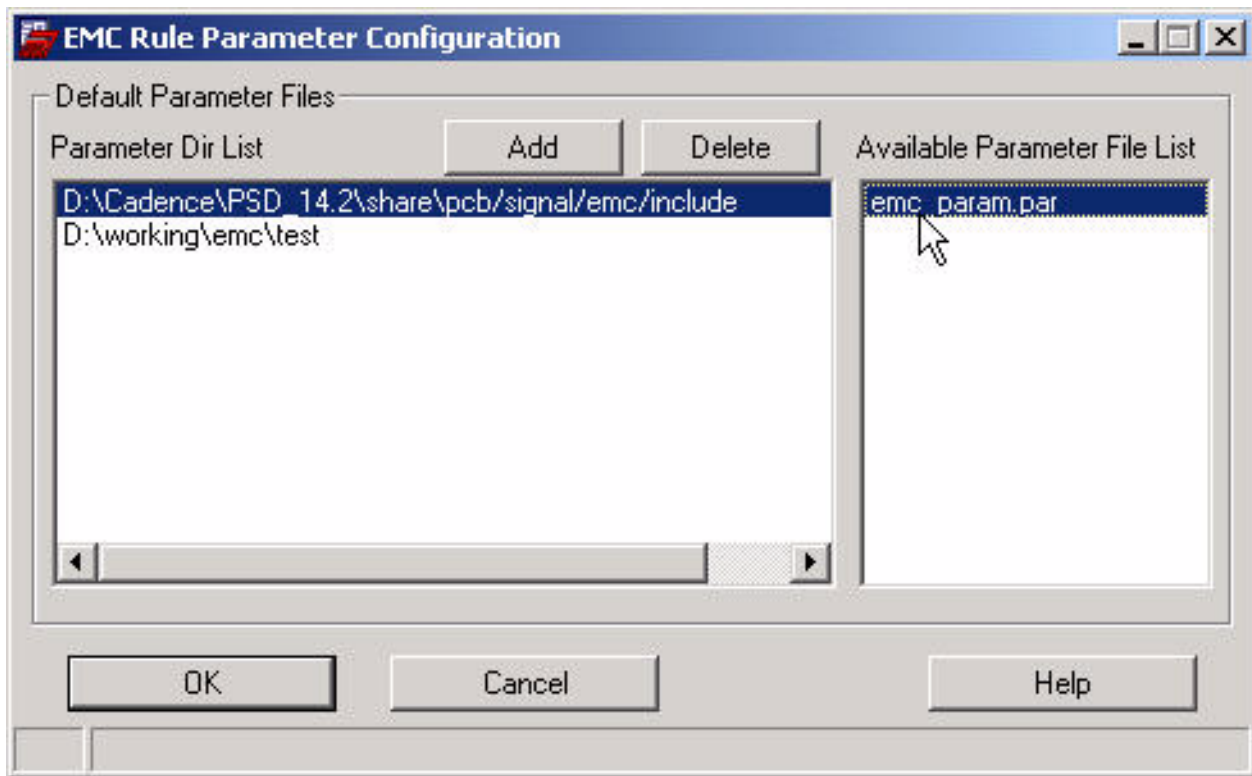 EMC Rule Parameter Configuration
Default Parameter Files
Parameter Dir List Add Delete Available Parameter File List
D:\Cadence\PSD_14.2\share\pcb/signal/emc/include emc_param.par
D:\working\emc\test
OK Cancel Help